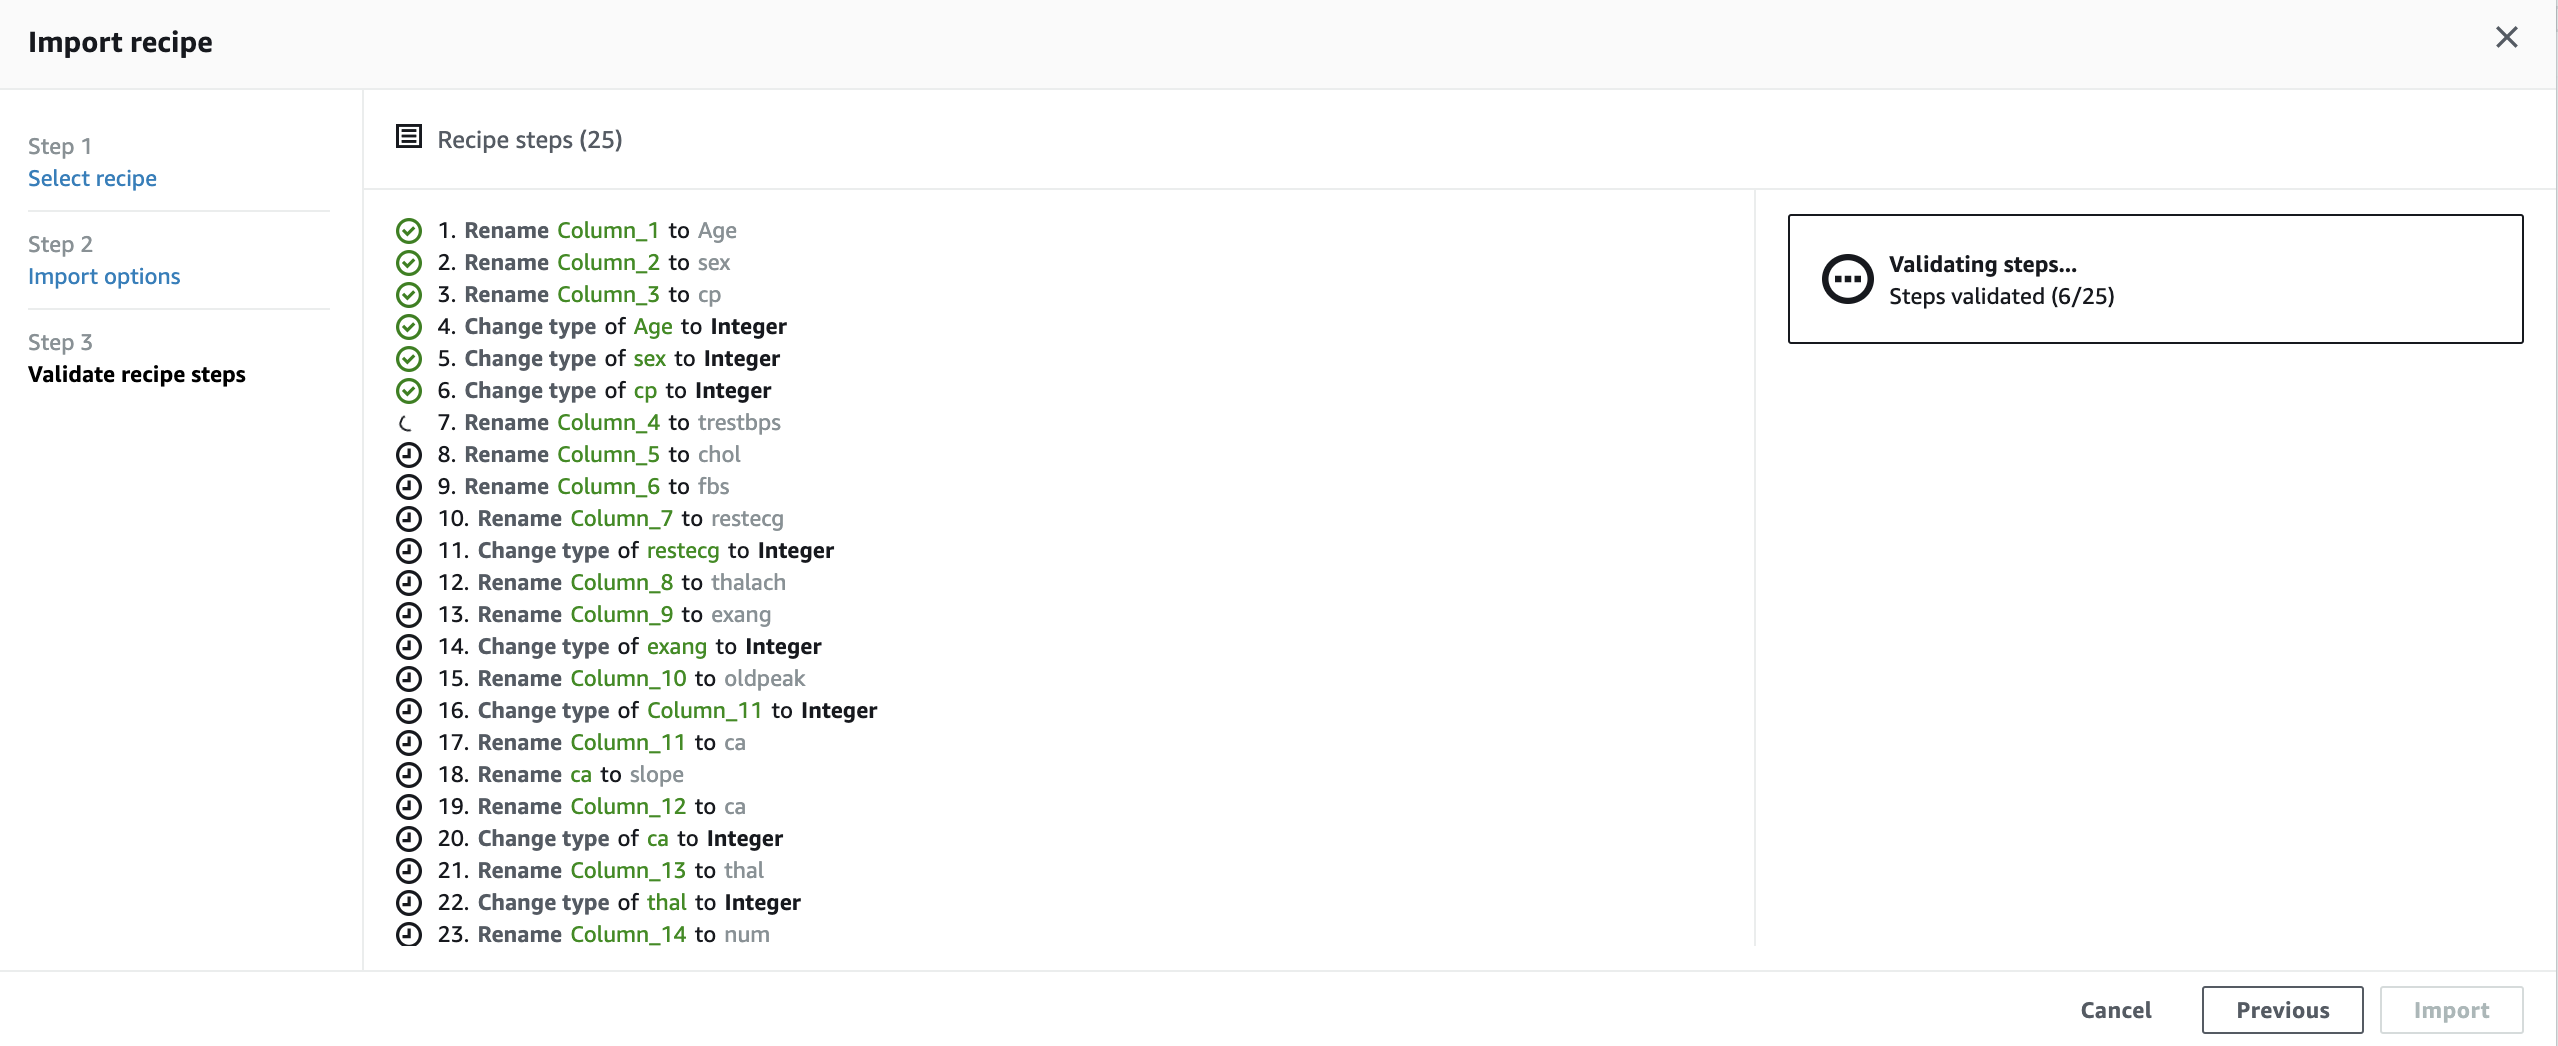 Import recipe
Step 1
Select recipe
Step 2
Import options
Step 3
Validate recipe steps
Recipe steps (25)
1. Rename Column_1 to Age
2. Rename Column_2 to sex
3. Rename Column_3 to cp
4. Change type of Age to Integer
5. Change type of sex to Integer
6. Change type of cp to Integer
7. Rename Column_4 to trestbps
8. Rename Column_5 to chol
9. Rename Column_6 to fbs
10. Rename Column_7 to restecg
11. Change type of restecg to Integer
12. Rename Column_8 to thalach
13. Rename Column_9 to exang
14. Change type of exang to Integer
15. Rename Column_10 to oldpeak
16. Change type of Column_11 to Integer
17. Rename Column_11 to ca
18. Rename ca to slope
19. Rename Column_12 to ca
20. Change type of ca to Integer
21. Rename Column_13 to thal
22. Change type of thal to Integer
23. Rename Column_14 to num
Validating steps...
Steps validated (6/25)
Cancel
Previous
Import